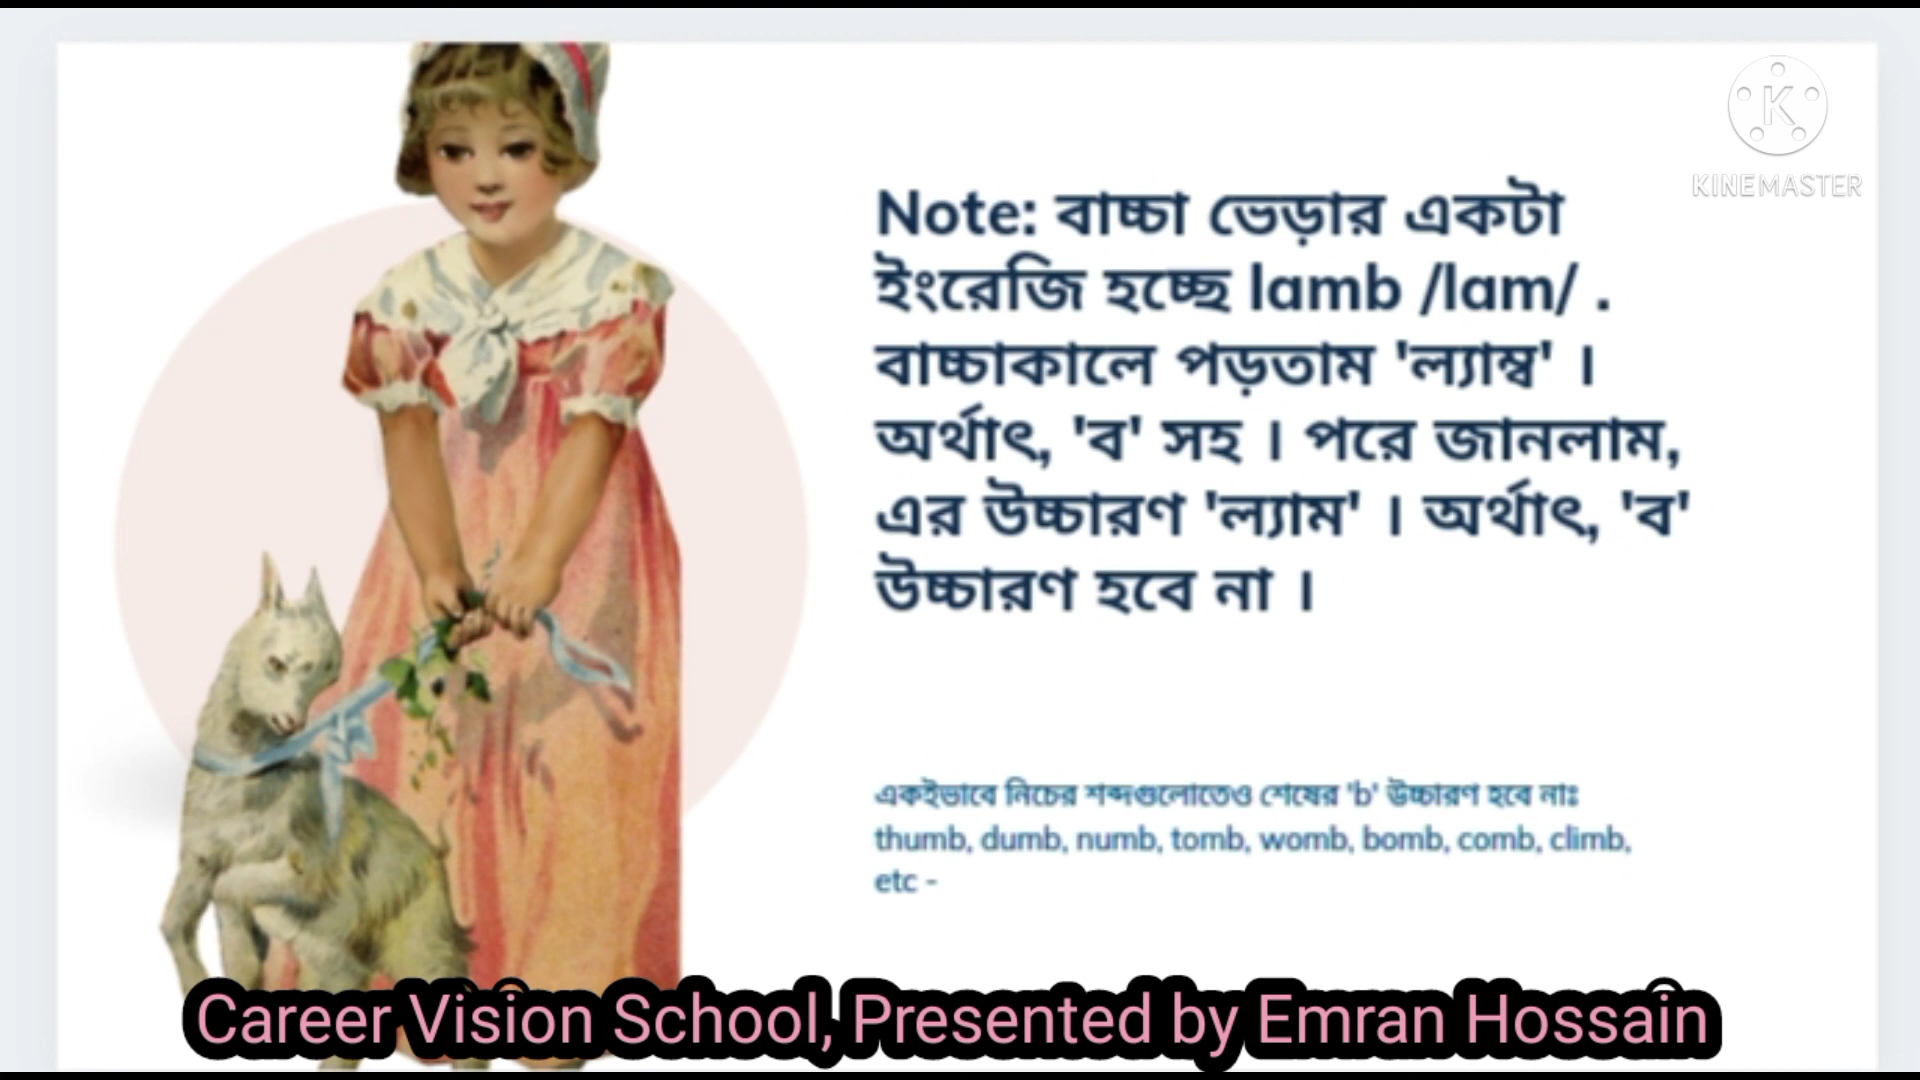 KINEMASTER
Note: বাচ্চা ভেড়ার একটা
ইংরেজি হচ্ছে lamb /lam/ .
বাচ্চাকালে পড়তাম 'ল্যাম্ব' ।
অর্থাৎ, 'ব' সহ । পরে জানলাম,
এর উচ্চারণ 'ল্যাম' । অর্থাৎ, 'ব'
উচ্চারণ হবে না ।
একইভাবে নিচের শব্দগুলোতেও শেষের 'b' উচ্চারণ হবে নাঃ
thumb, dumb, numb, tomb, womb, bomb, comb, climb,
etc -
Career Vision School, Presented by Emran Hossain